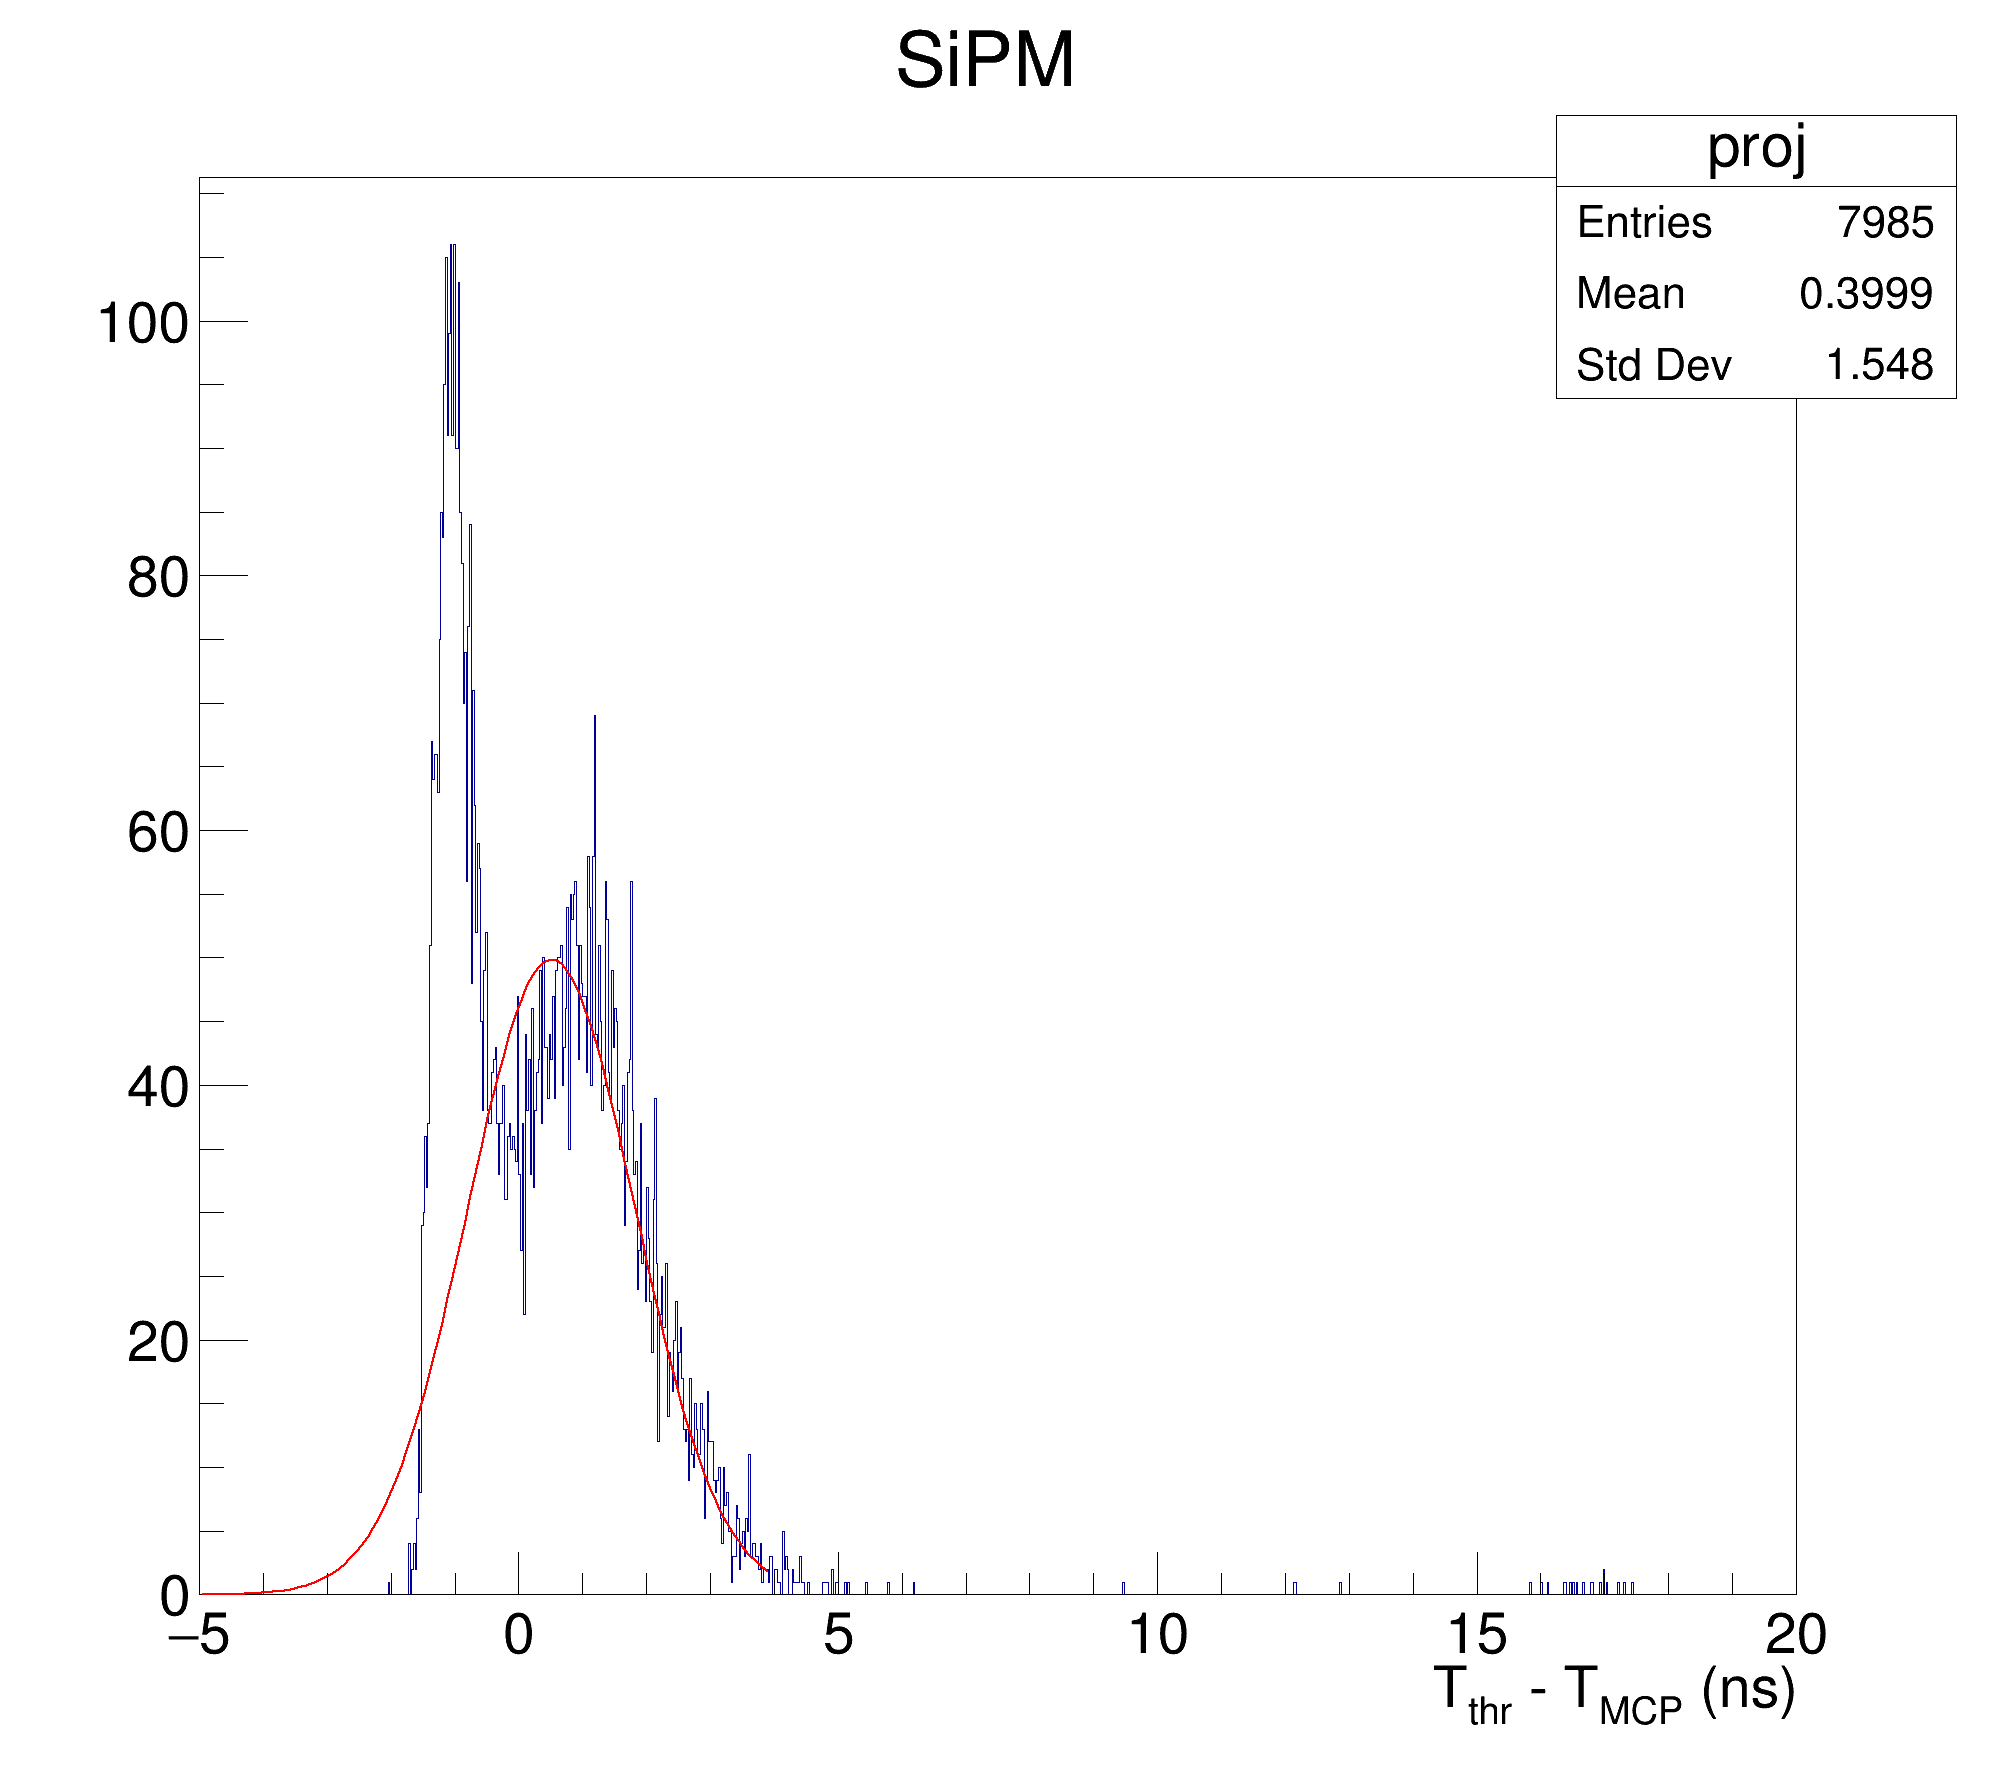 SiPM
proj
Entries 7985
Mean 0.3999
Std Dev 1.548
100
80
60
40
20
0
−5 0 5 10 15 20
T_thr - T_MCP (ns)